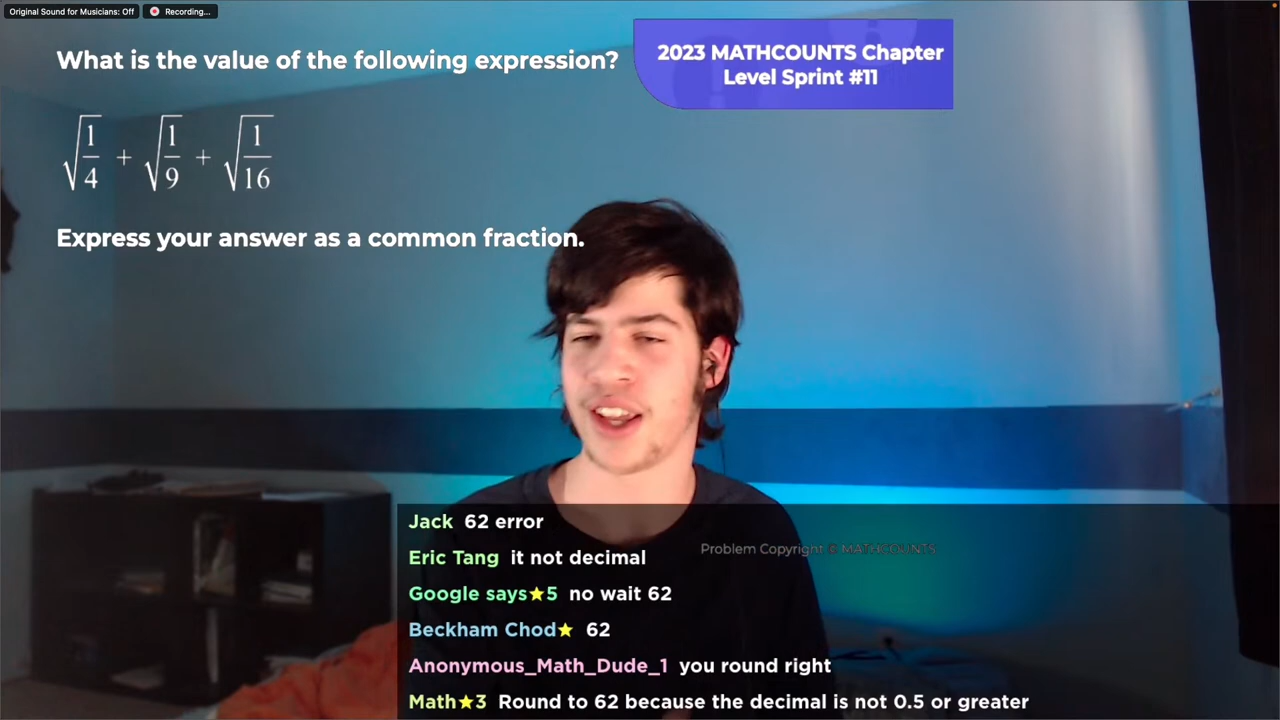 Original Sound for Musicians: Off
Recording...
What is the value of the following expression?
2023 MATHCOUNTS Chapter
Level Sprint #11
√(1/4) + √(1/9) + √(1/16)
Express your answer as a common fraction.
Jack 62 error
Problem Copyright © MATHCOUNTS
Eric Tang it not decimal
Google says★5 no wait 62
Beckham Chod★ 62
Anonymous_Math_Dude_1 you round right
Math★3 Round to 62 because the decimal is not 0.5 or greater